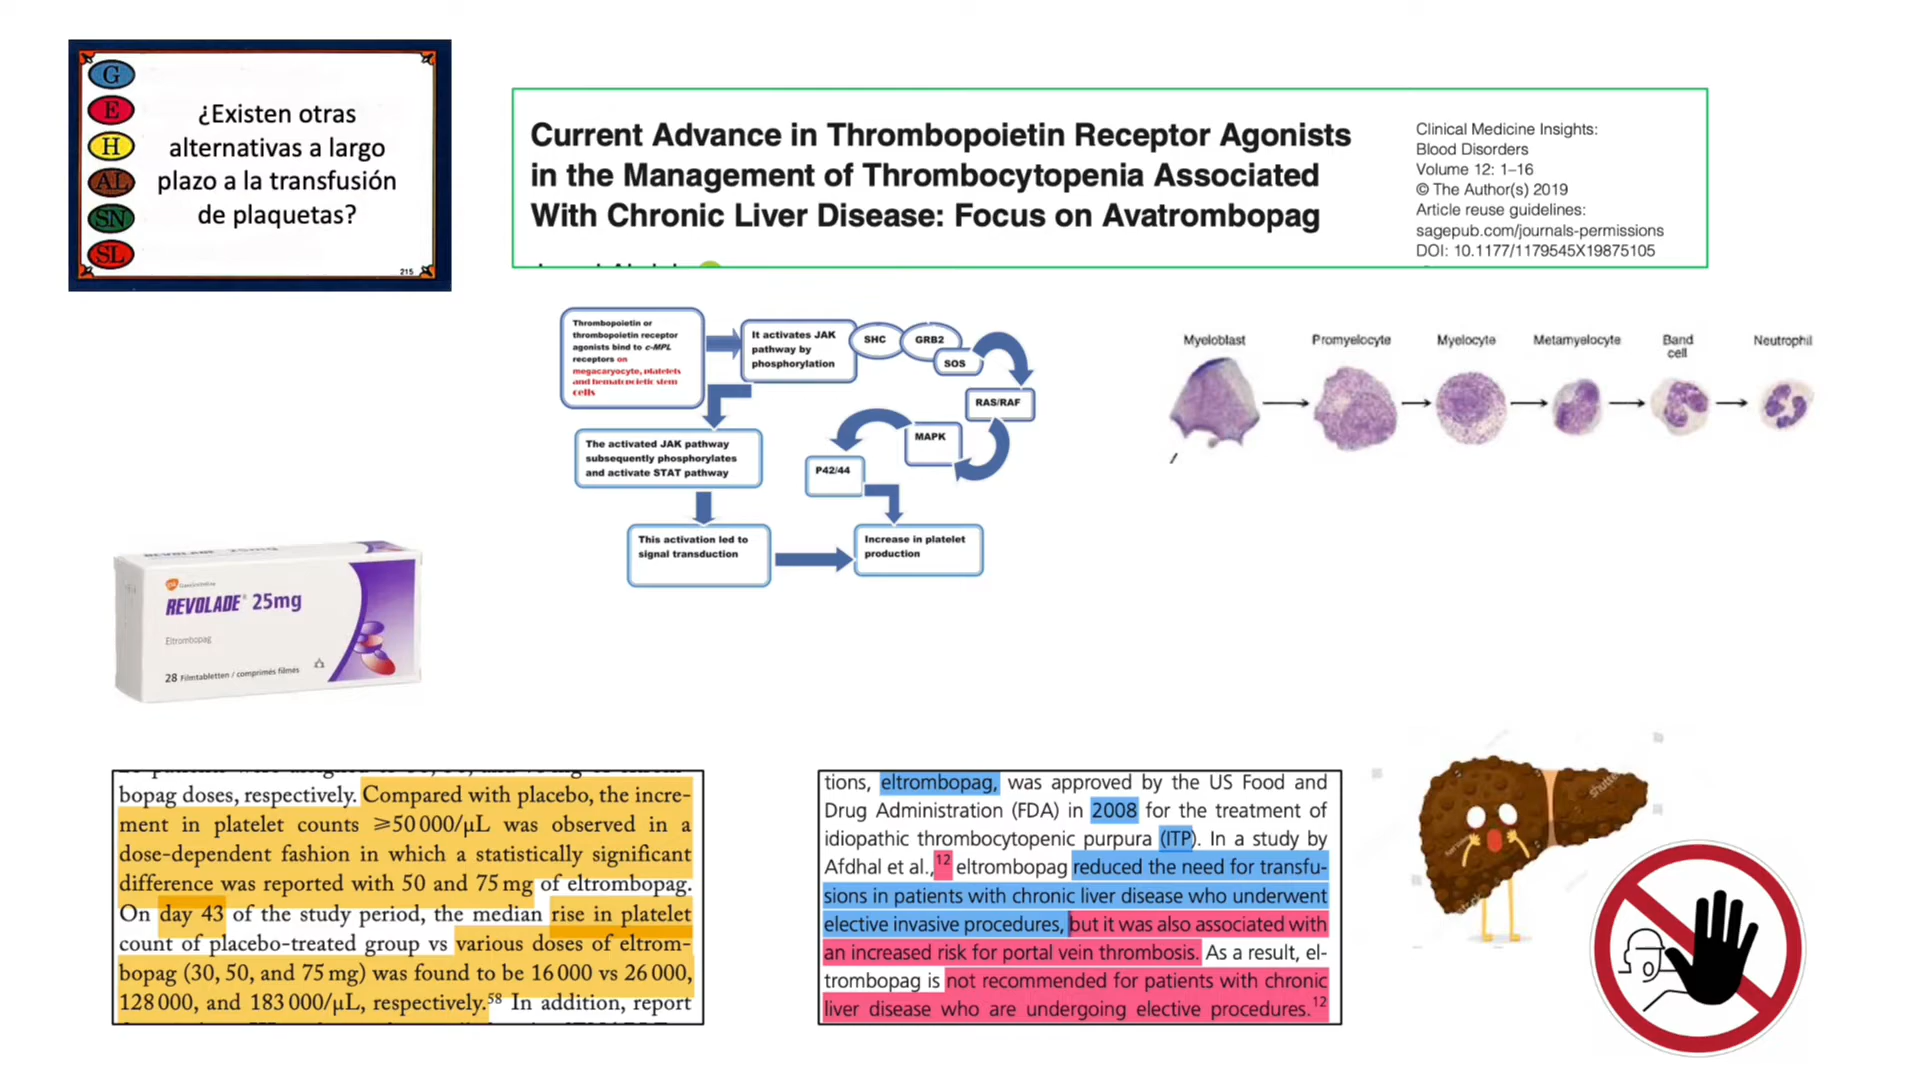 G
E
H
AL
SN
SL
¿Existen otras
alternativas a largo
plazo a la transfusión
de plaquetas?
215
Current Advance in Thrombopoietin Receptor Agonists
in the Management of Thrombocytopenia Associated
With Chronic Liver Disease: Focus on Avatrombopag
Clinical Medicine Insights:
Blood Disorders
Volume 12: 1–16
© The Author(s) 2019
Article reuse guidelines:
sagepub.com/journals-permissions
DOI: 10.1177/1179545X19875105
Thrombopoietin or
thrombopoietin receptor
agonists bind to c-MPL
receptors on
megacaryocyte, platelets
and hematopoietic stem
cells
It activates JAK
pathway by
phosphorylation
SHC
GRB2
SOS
RAS/RAF
MAPK
P42/44
The activated JAK pathway
subsequently phosphorylates
and activate STAT pathway
This activation led to
signal transduction
Increase in platelet
production
Myeloblast
Promyelocyte
Myelocyte
Metamyelocyte
Band
cell
Neutrophil
REVOLADE 25mg
REVOLADE® 25mg
Eltrombopag
28 Filmtabletten / comprimés filmés
bopag doses, respectively. Compared with placebo, the incre-
ment in platelet counts ⩾50 000/μL was observed in a
dose-dependent fashion in which a statistically significant
difference was reported with 50 and 75 mg of eltrombopag.
On day 43 of the study period, the median rise in platelet
count of placebo-treated group vs various doses of eltrom-
bopag (30, 50, and 75 mg) was found to be 16 000 vs 26 000,
128 000, and 183 000/μL, respectively.58 In addition, report
tions, eltrombopag, was approved by the US Food and
Drug Administration (FDA) in 2008 for the treatment of
idiopathic thrombocytopenic purpura (ITP). In a study by
Afdhal et al.,12 eltrombopag reduced the need for transfu-
sions in patients with chronic liver disease who underwent
elective invasive procedures, but it was also associated with
an increased risk for portal vein thrombosis. As a result, el-
trombopag is not recommended for patients with chronic
liver disease who are undergoing elective procedures.12